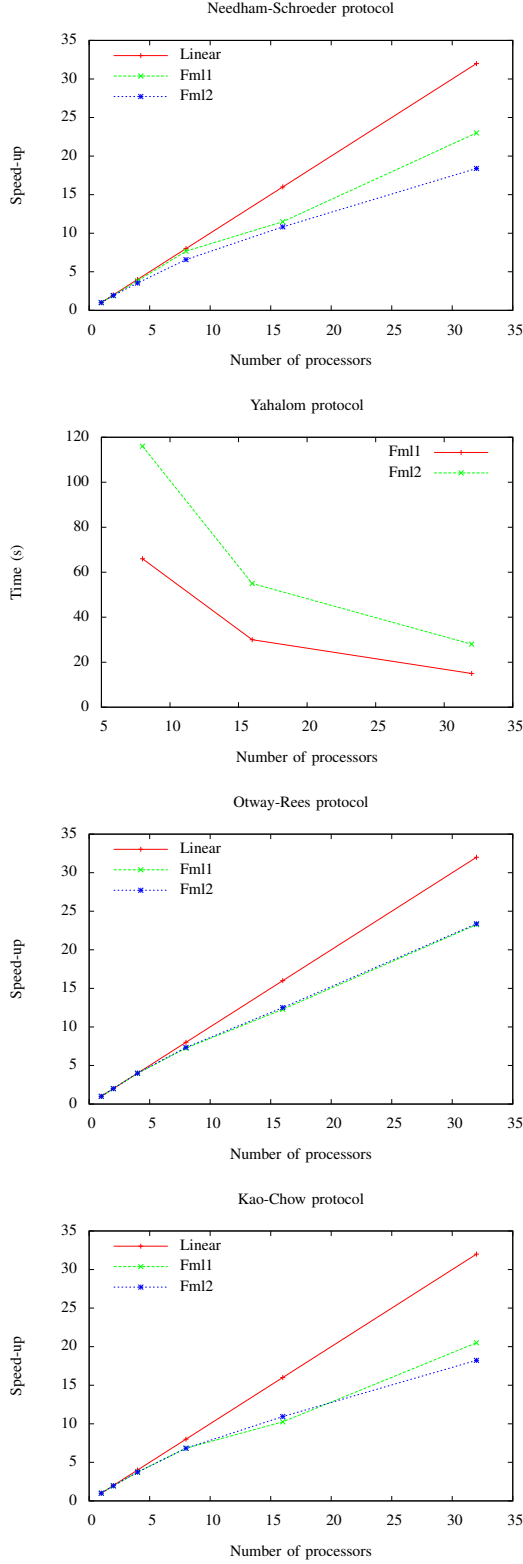 Needham-Schroeder protocol
35
30
25
20
15
10
5
0
Speed-up
Linear
Fml1
Fml2
0 5 10 15 20 25 30 35
Number of processors
Yahalom protocol
120
100
80
60
40
20
0
Time (s)
Fml1
Fml2
5 10 15 20 25 30 35
Number of processors
Otway-Rees protocol
35
30
25
20
15
10
5
0
Speed-up
Linear
Fml1
Fml2
0 5 10 15 20 25 30 35
Number of processors
Kao-Chow protocol
35
30
25
20
15
10
5
0
Speed-up
Linear
Fml1
Fml2
0 5 10 15 20 25 30 35
Number of processors